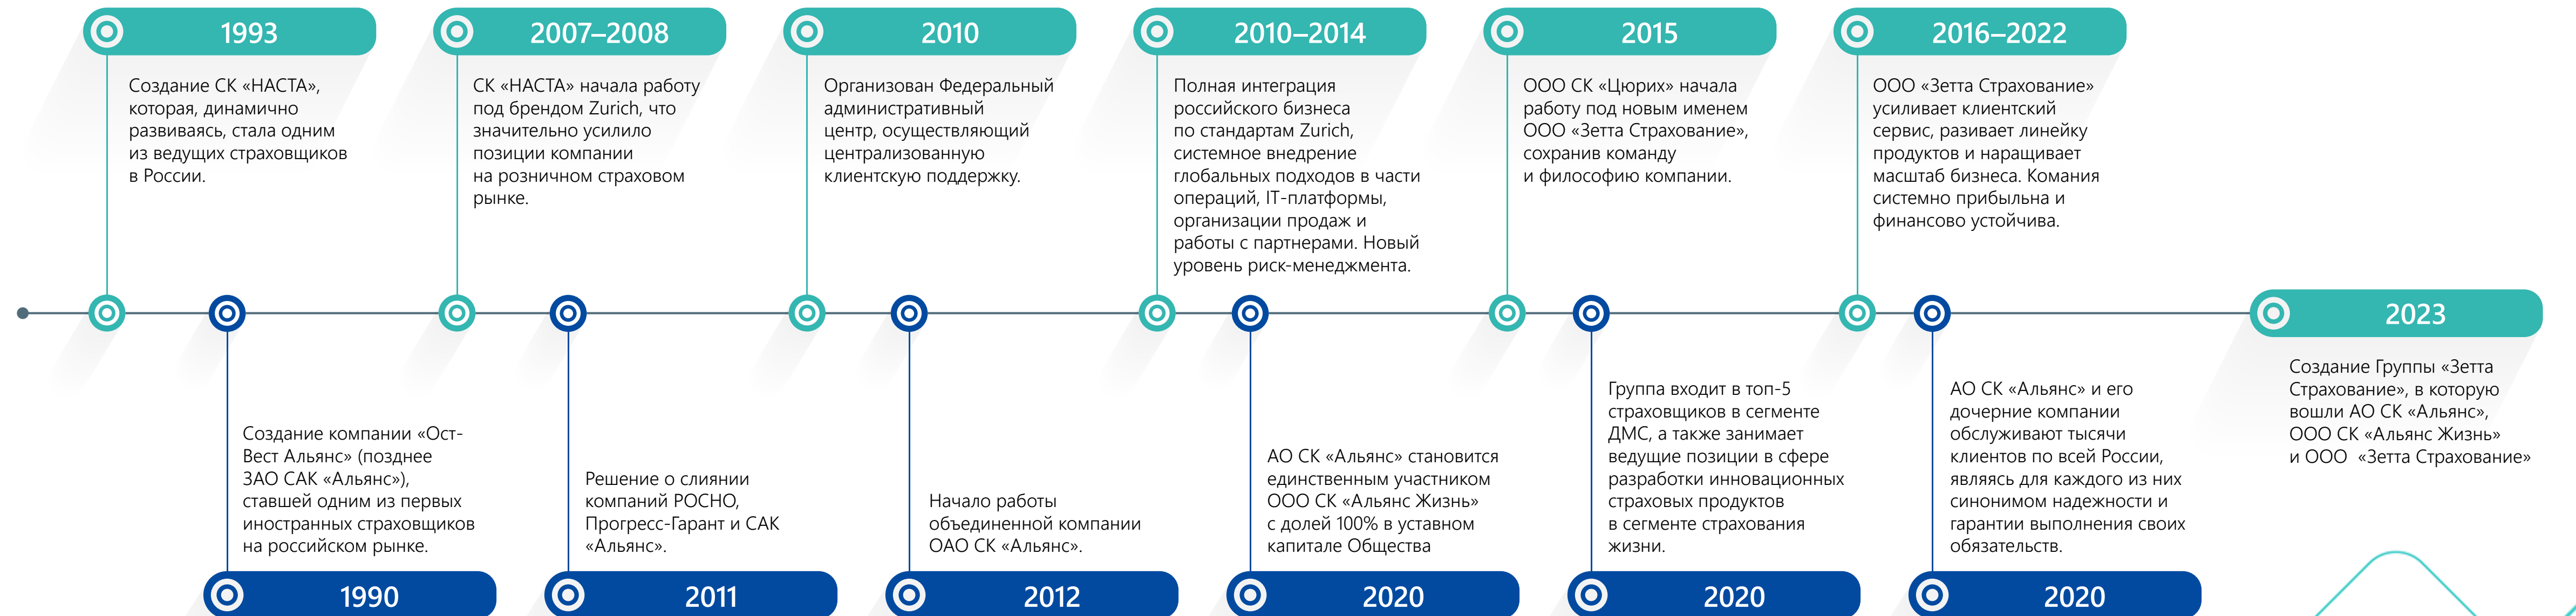 1993
Создание СК «НАСТА»,
которая, динамично
развиваясь, стала одним
из ведущих страховщиков
в России.
2007–2008
СК «НАСТА» начала работу
под брендом Zurich, что
значительно усилило
позиции компании
на розничном страховом
рынке.
2010
Организован Федеральный
административный
центр, осуществляющий
централизованную
клиентскую поддержку.
2010–2014
Полная интеграция
российского бизнеса
по стандартам Zurich,
системное внедрение
глобальных подходов в части
операций, IT-платформы,
организации продаж и
работы с партнерами. Новый
уровень риск-менеджмента.
2015
ООО СК «Цюрих» начала
работу под новым именем
ООО «Зетта Страхование»,
сохранив команду
и философию компании.
2016–2022
ООО «Зетта Страхование»
усиливает клиентский
сервис, разивает линейку
продуктов и наращивает
масштаб бизнеса. Комания
системно прибыльна и
финансово устойчива.
2023
Создание Группы «Зетта
Страхование», в которую
вошли АО СК «Альянс»,
ООО СК «Альянс Жизнь»
и ООО  «Зетта Страхование»
Создание компании «Ост-
Вест Альянс» (позднее
ЗАО САК «Альянс»),
ставшей одним из первых
иностранных страховщиков
на российском рынке.
1990
Решение о слиянии
компаний РОСНО,
Прогресс-Гарант и САК
«Альянс».
2011
Начало работы
объединенной компании
ОАО СК «Альянс».
2012
АО СК «Альянс» становится
единственным участником
ООО СК «Альянс Жизнь»
с долей 100% в уставном
капитале Общества
2020
Группа входит в топ-5
страховщиков в сегменте
ДМС, а также занимает
ведущие позиции в сфере
разработки инновационных
страховых продуктов
в сегменте страхования
жизни.
2020
АО СК «Альянс» и его
дочерние компании
обслуживают тысячи
клиентов по всей России,
являясь для каждого из них
синонимом надежности и
гарантии выполнения своих
обязательств.
2020